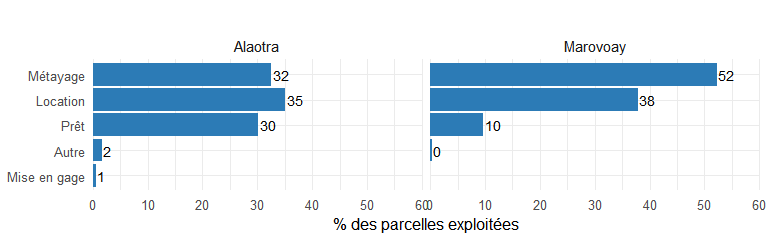 Alaotra Marovoay
Métayage 32 52
Location 35 38
Prêt 30 10
Autre 2 0
Mise en gage 1
0 10 20 30 40 50 60 0 10 20 30 40 50 60
% des parcelles exploitées